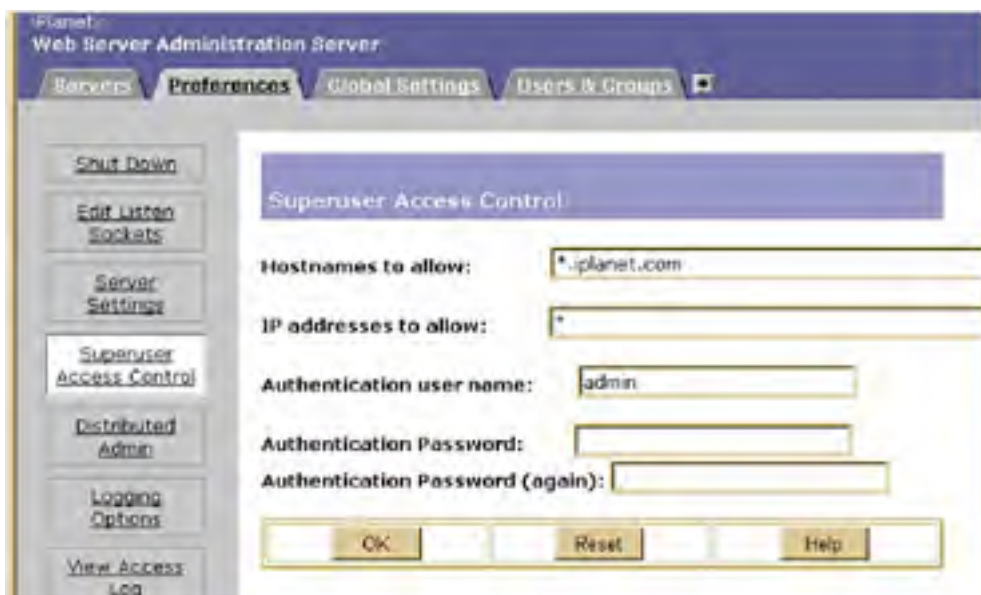 iPlanet
Web Server Administration Server
Servers
Preferences
Global Settings
Users & Groups
Shut Down
Edit Listen
Sockets
Server
Settings
Superuser
Access Control
Distributed
Admin
Logging
Options
View Access
Log
Superuser Access Control
Hostnames to allow:
*.iplanet.com
IP addresses to allow:
*
Authentication user name:
admin
Authentication Password:
Authentication Password (again):
OK
Reset
Help